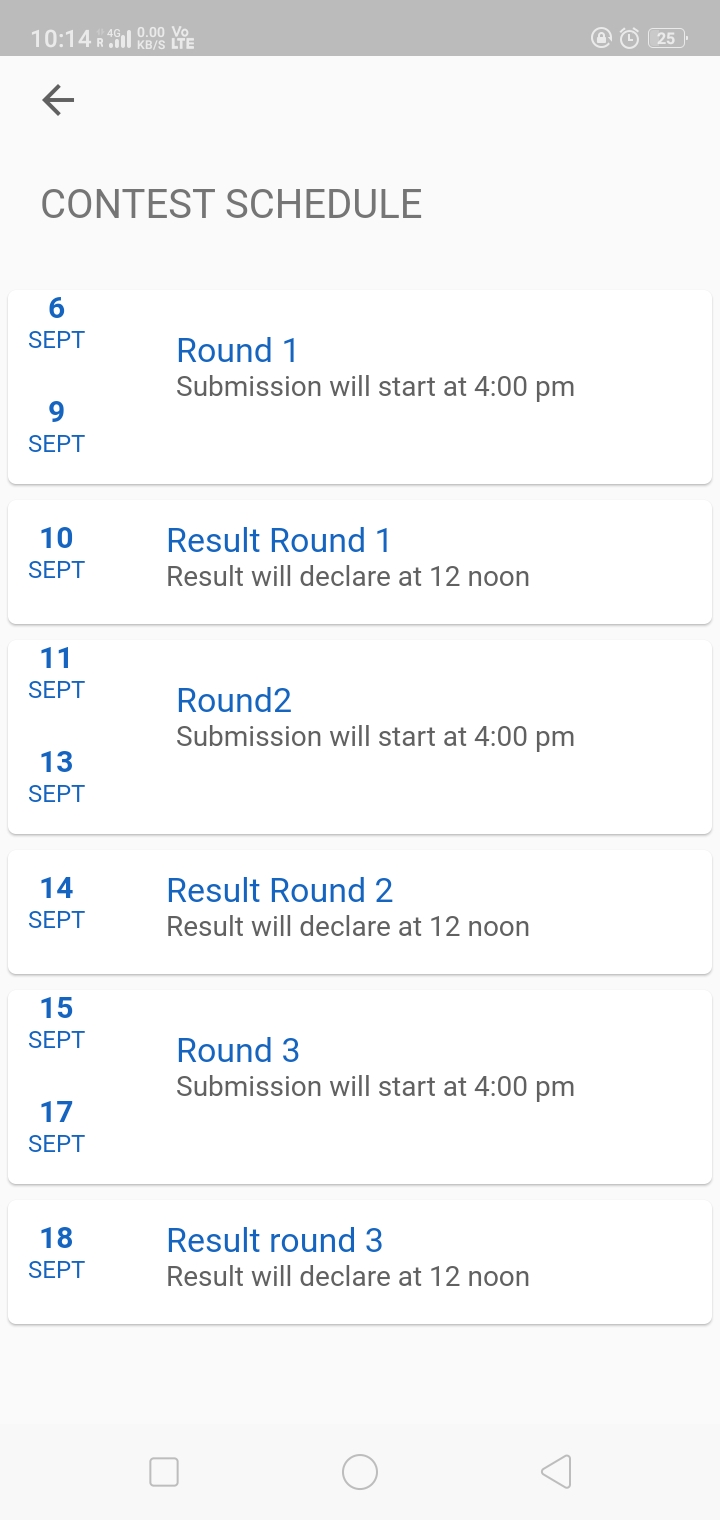 10:14 R 4G 0.00 KB/S Vo LTE 25
CONTEST SCHEDULE
6
SEPT
9
SEPT
Round 1
Submission will start at 4:00 pm
10
SEPT
Result Round 1
Result will declare at 12 noon
11
SEPT
13
SEPT
Round2
Submission will start at 4:00 pm
14
SEPT
Result Round 2
Result will declare at 12 noon
15
SEPT
17
SEPT
Round 3
Submission will start at 4:00 pm
18
SEPT
Result round 3
Result will declare at 12 noon